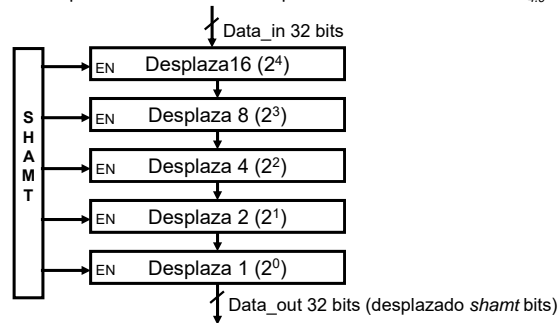 Data_in 32 bits
EN Desplaza16 (2⁴)
EN Desplaza 8 (2³)
EN Desplaza 4 (2²)
EN Desplaza 2 (2¹)
EN Desplaza 1 (2⁰)
SHAMT
Data_out 32 bits (desplazado shamt bits)